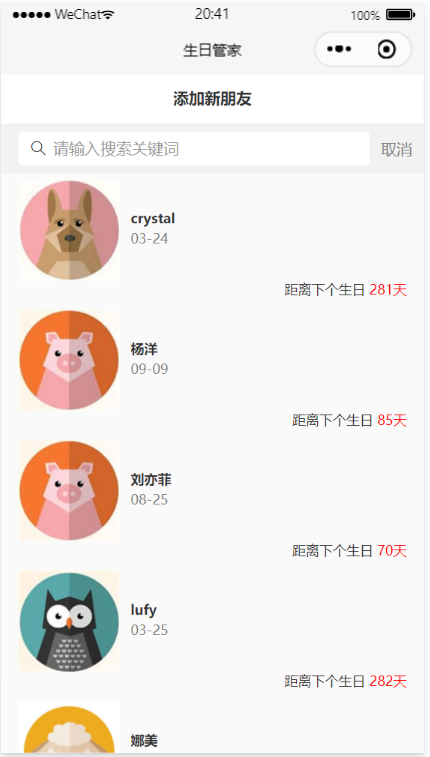 WeChat 20:41 100%
生日管家
添加新朋友
请输入搜索关键词 取消
crystal
03-24
距离下个生日 281天
杨洋
09-09
距离下个生日 85天
刘亦菲
08-25
距离下个生日 70天
lufy
03-25
距离下个生日 282天
娜美